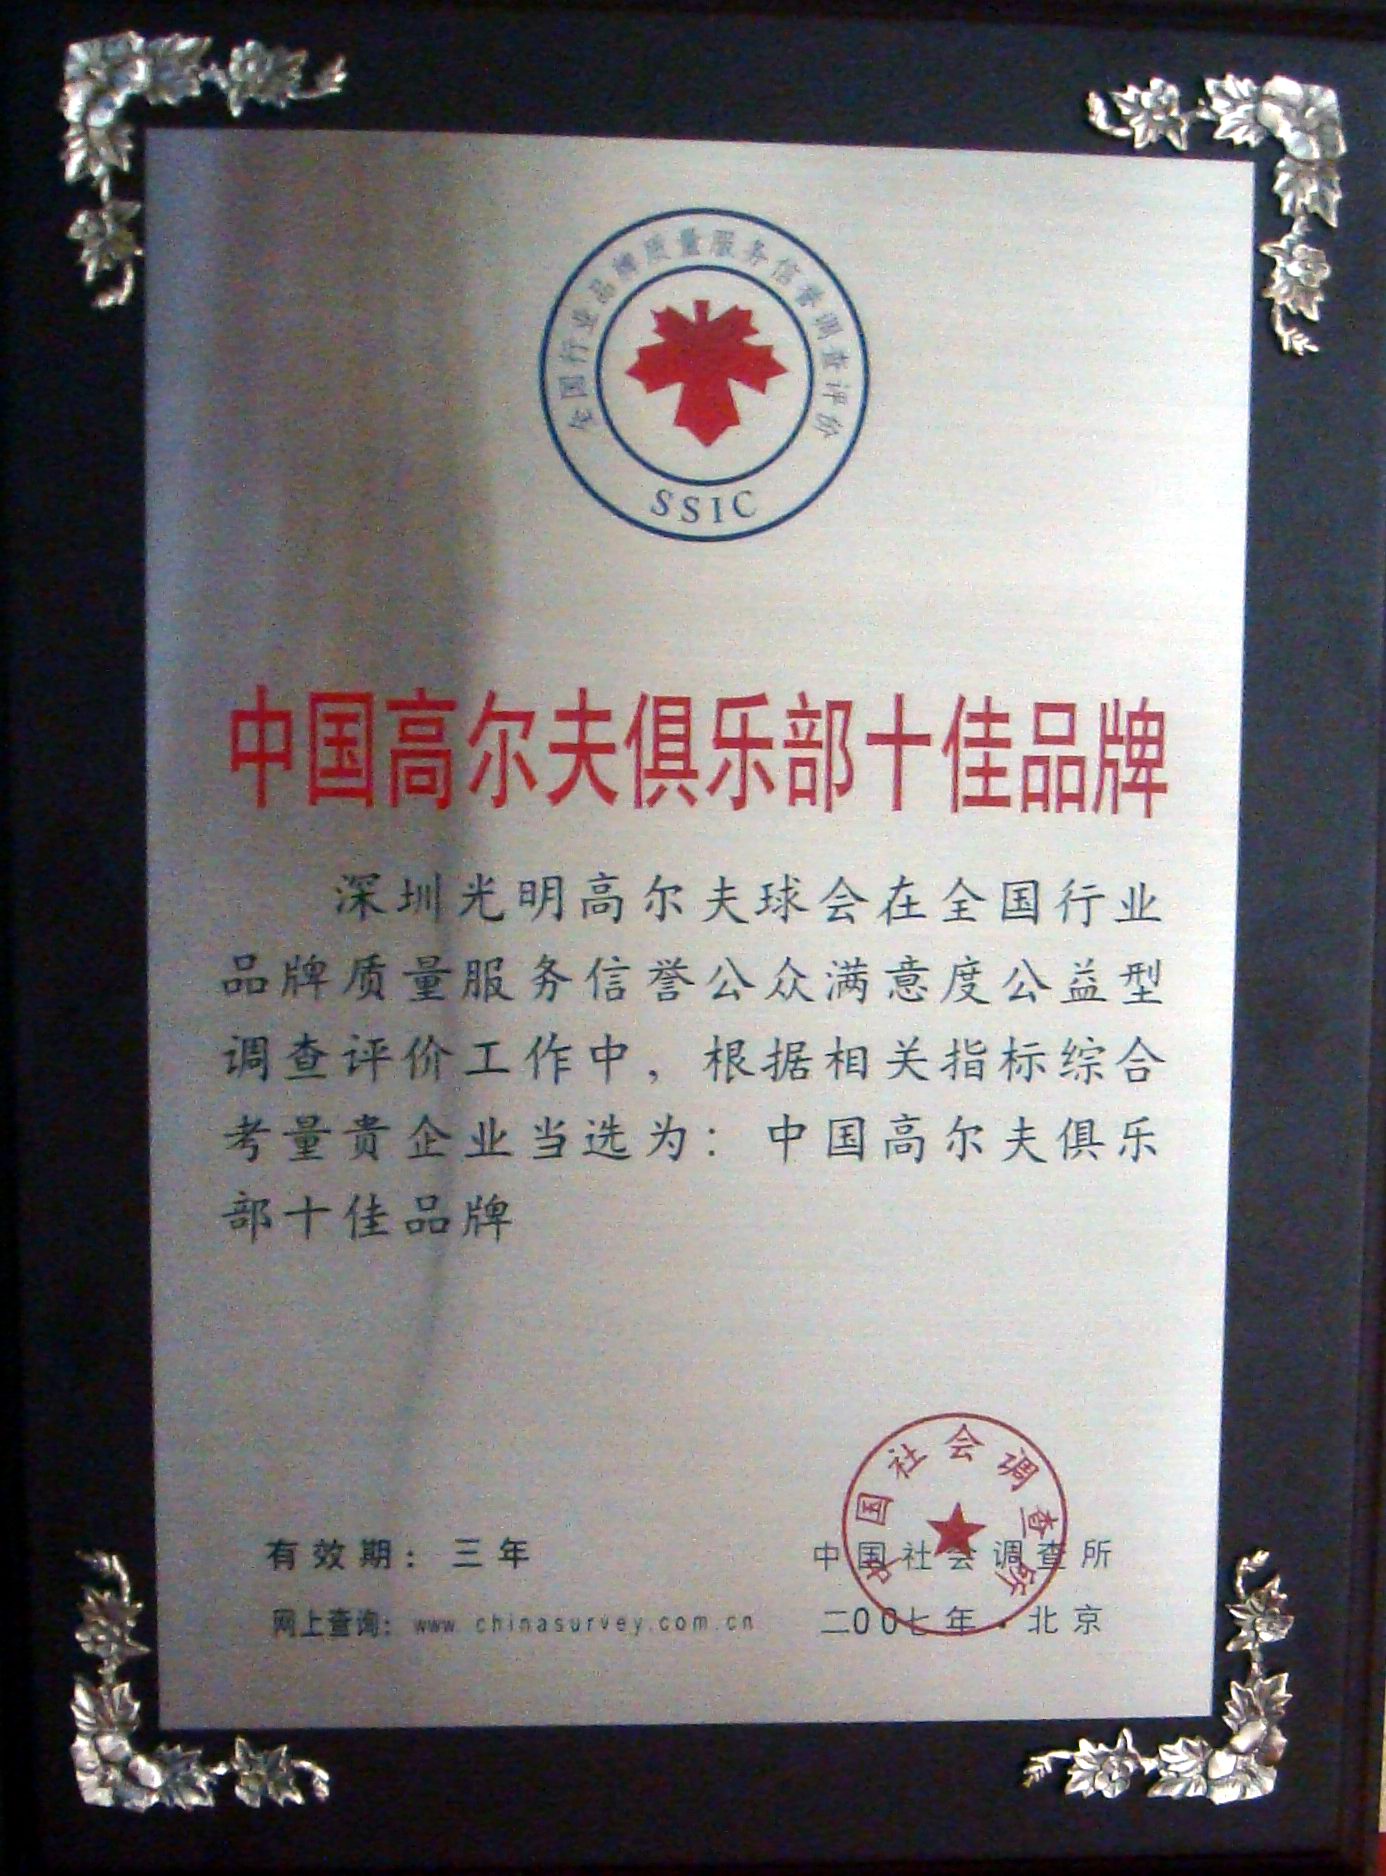 全国行业品牌质量服务信誉调查评价
SSIC
中国高尔夫俱乐部十佳品牌
深圳光明高尔夫球会在全国行业
品牌质量服务信誉公众满意度公益型
调查评价工作中，根据相关指标综合
考量贵企业当选为：中国高尔夫俱乐
部十佳品牌
中国社会调查所
有效期：三年
中国社会调查所
网上查询：www.chinasurvey.com.cn
二00七年·北京